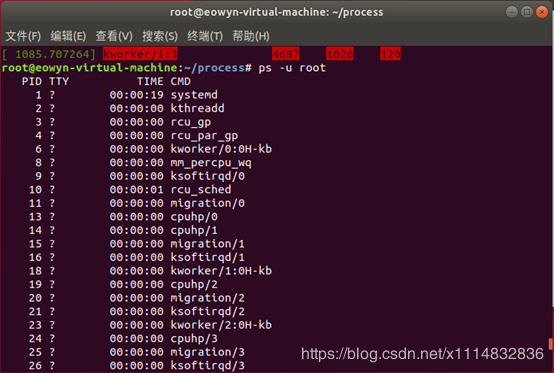 root@eowyn-virtual-machine: ~/process
文件(F) 编辑(E) 查看(V) 搜索(S) 终端(T) 帮助(H)
[ 1085.707264] kworker/1:3 4687 1026 120
root@eowyn-virtual-machine:~/process# ps -u root
PID TTY TIME CMD
1 ? 00:00:19 systemd
2 ? 00:00:00 kthreadd
3 ? 00:00:00 rcu_gp
4 ? 00:00:00 rcu_par_gp
6 ? 00:00:00 kworker/0:0H-kb
8 ? 00:00:00 mm_percpu_wq
9 ? 00:00:00 ksoftirqd/0
10 ? 00:00:01 rcu_sched
11 ? 00:00:00 migration/0
13 ? 00:00:00 cpuhp/0
14 ? 00:00:00 cpuhp/1
15 ? 00:00:00 migration/1
16 ? 00:00:00 ksoftirqd/1
18 ? 00:00:00 kworker/1:0H-kb
19 ? 00:00:00 cpuhp/2
20 ? 00:00:00 migration/2
21 ? 00:00:00 ksoftirqd/2
23 ? 00:00:00 kworker/2:0H-kb
24 ? 00:00:00 cpuhp/3
25 ? 00:00:00 migration/3
26 ? 00:00:00 ksoftirqd/3
https://blog.csdn.net/x1114832836